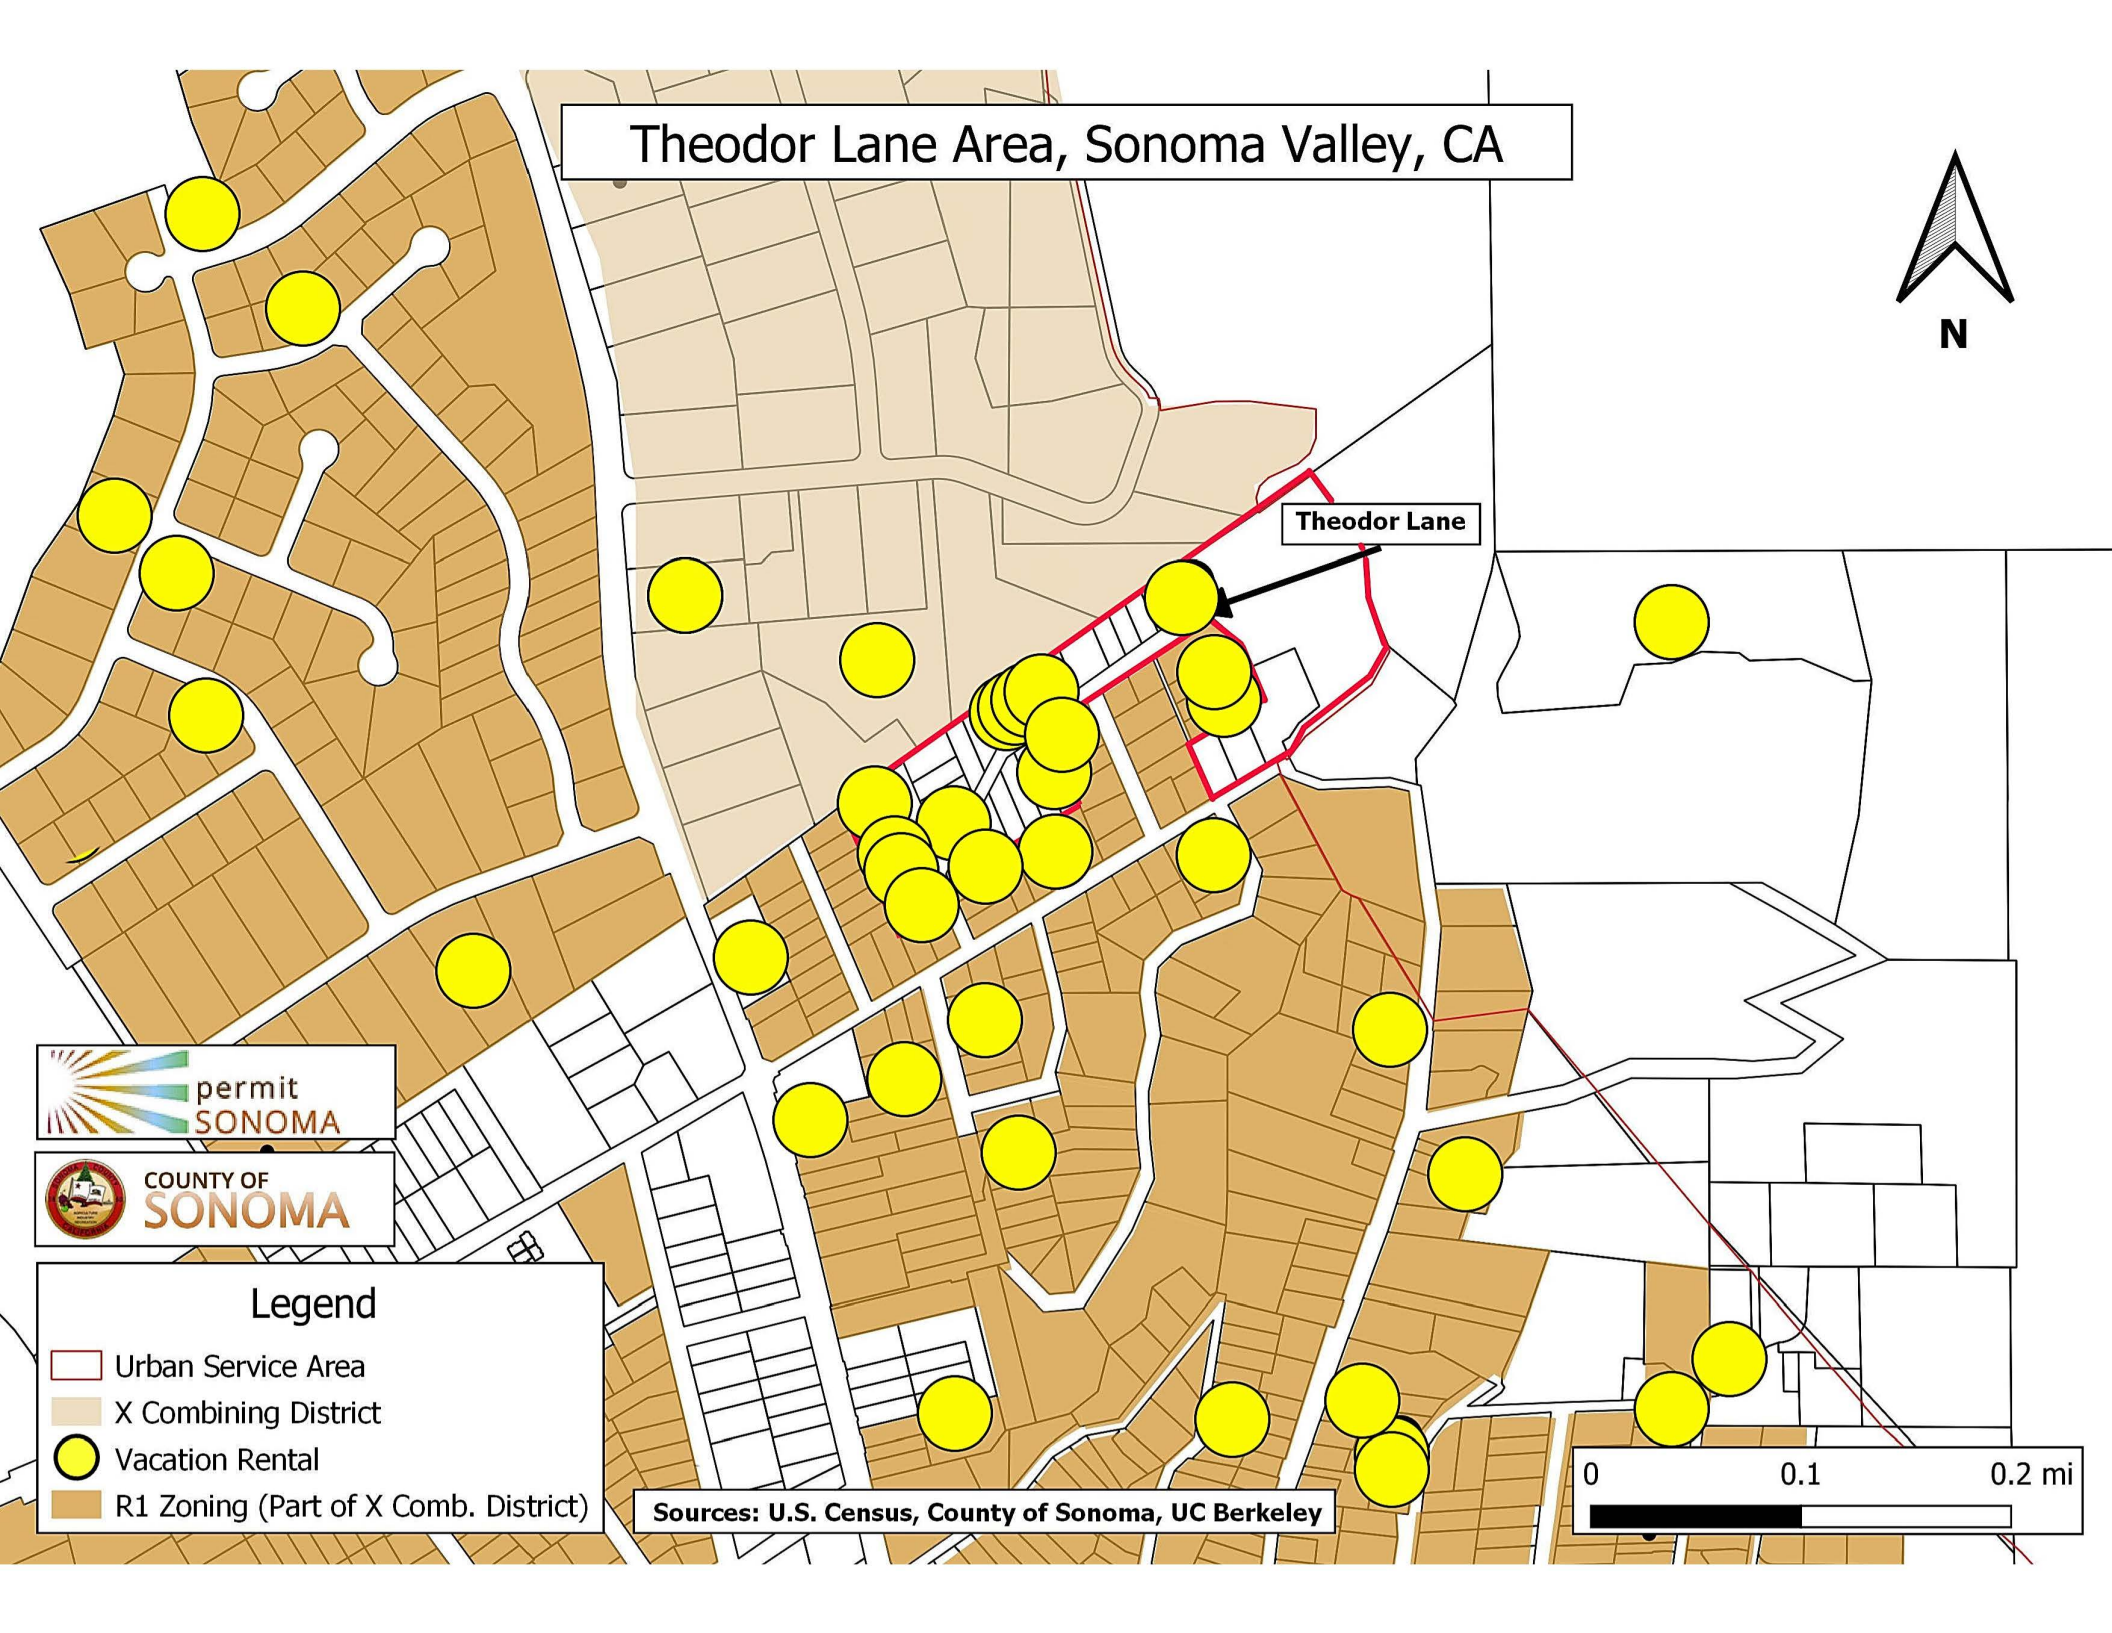 Theodor Lane Area, Sonoma Valley, CA
N
Theodor Lane
permit
SONOMA
COUNTY OF
SONOMA
Legend
Urban Service Area
X Combining District
Vacation Rental
R1 Zoning (Part of X Comb. District)
Sources: U.S. Census, County of Sonoma, UC Berkeley
0 0.1 0.2 mi